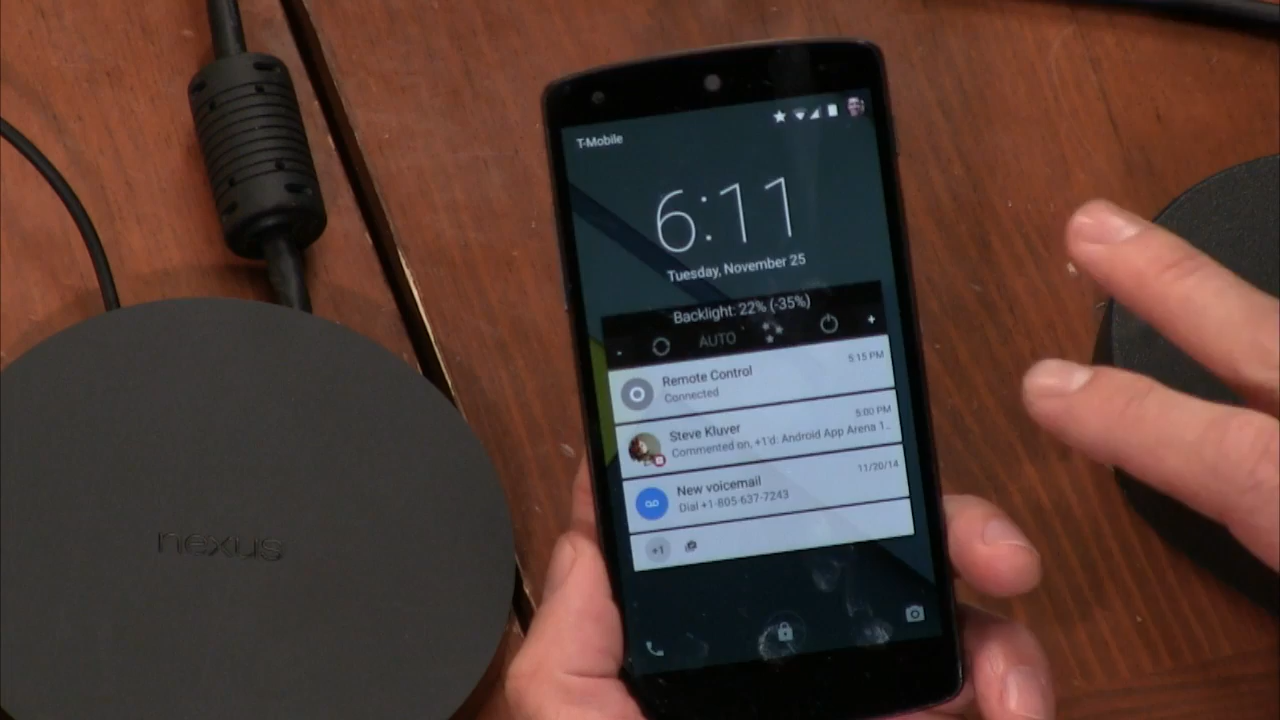 T-Mobile
6:11
Tuesday, November 25
Backlight: 22% (-35%)
- AUTO +
Remote Control
5:15 PM
Connected
Steve Kluver
5:00 PM
Commented on, +1'd: Android App Arena 1..
New voicemail
11/20/14
Dial +1-805-637-7243
+1
nexus